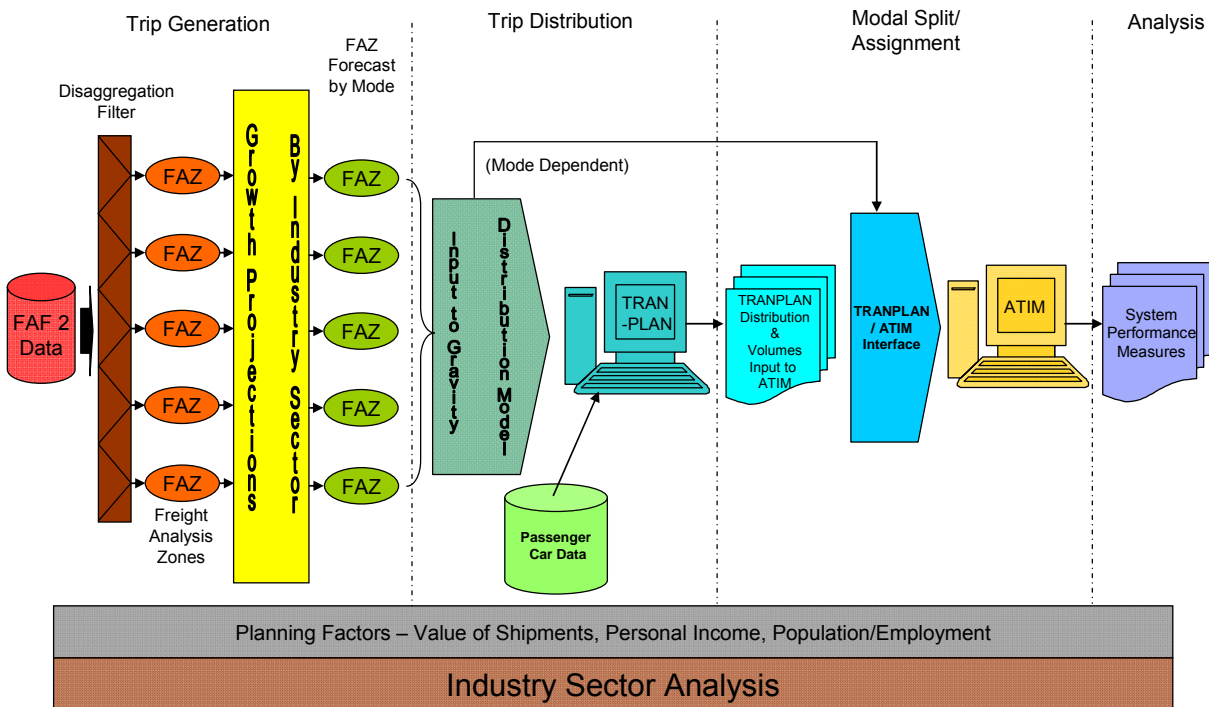 Trip Generation
Trip Distribution
Modal Split/
Assignment
Analysis
Disaggregation
Filter
FAZ
Forecast
by Mode
FAF 2
Data
FAZ
FAZ
FAZ
FAZ
FAZ
Freight
Analysis
Zones
Growth Projections
By Industry Sector
FAZ
FAZ
FAZ
FAZ
FAZ
(Mode Dependent)
Input to Gravity
Distribution Model
TRAN
-PLAN
Passenger
Car Data
TRANPLAN
Distribution
&
Volumes
Input to
ATIM
TRANPLAN
/ ATIM
Interface
ATIM
System
Performance
Measures
Planning Factors – Value of Shipments, Personal Income, Population/Employment
Industry Sector Analysis